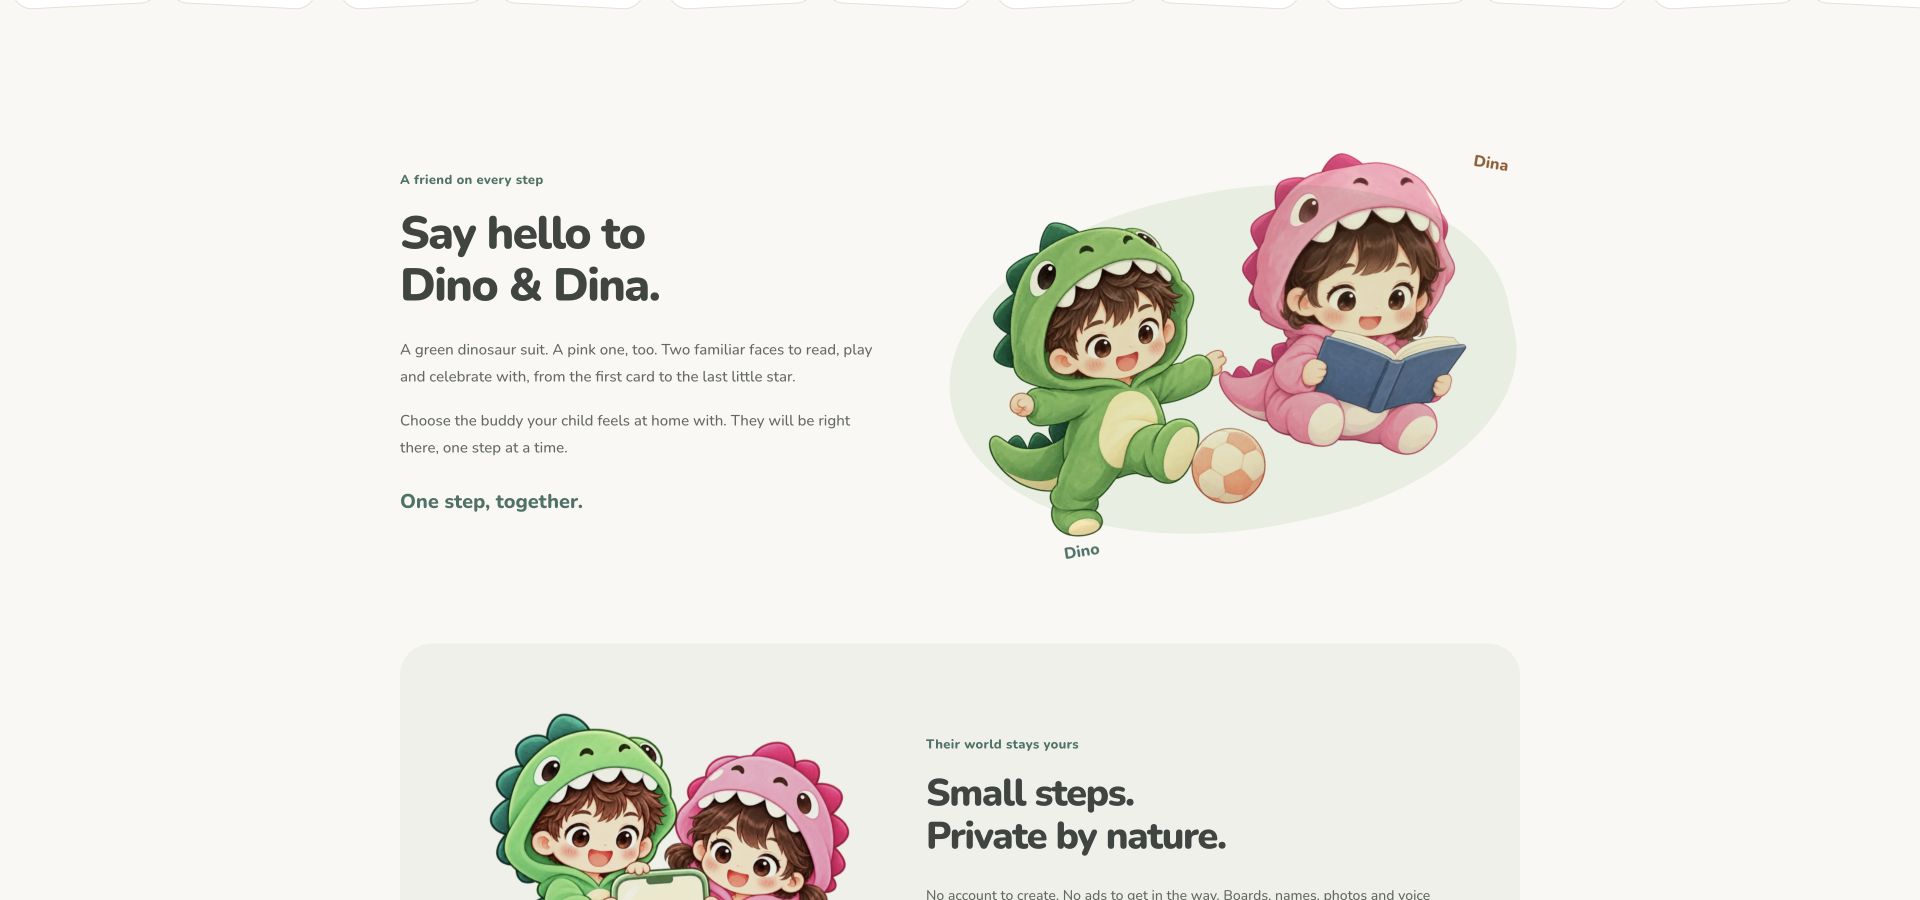 A friend on every step
Say hello to
Dino & Dina.
A green dinosaur suit. A pink one, too. Two familiar faces to read, play
and celebrate with, from the first card to the last little star.
Choose the buddy your child feels at home with. They will be right
there, one step at a time.
One step, together.
Dina
Dino
Their world stays yours
Small steps.
Private by nature.
No account to create. No ads to get in the way. Boards, names, photos and voice